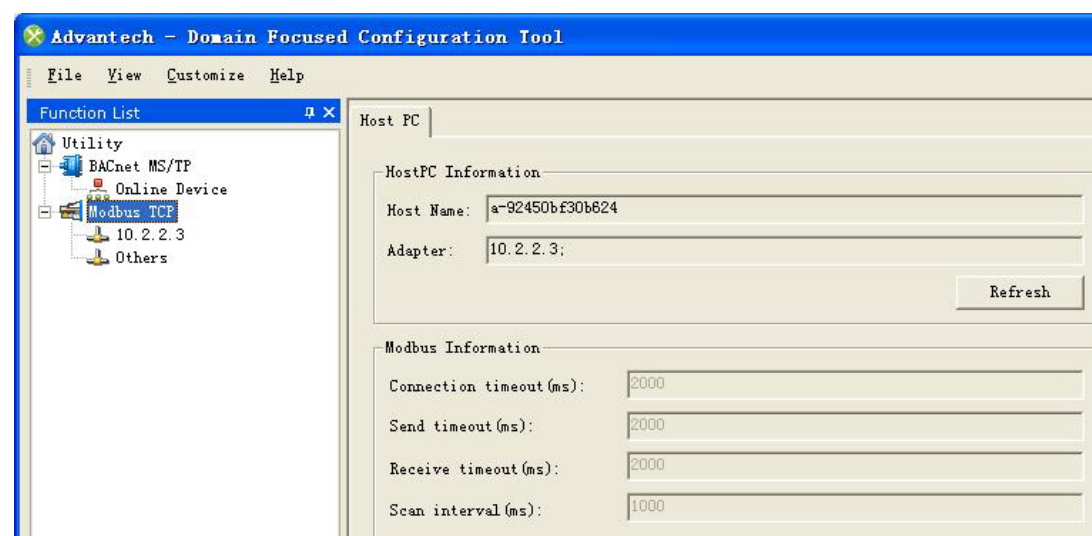 Advantech - Domain Focused Configuration Tool
File View Customize Help
Function List
Utility
BACnet MS/TP
Online Device
Modbus TCP
10.2.2.3
Others
Host PC
HostPC Information
Host Name: a-92450bf30b624
Adapter: 10.2.2.3;
Refresh
Modbus Information
Connection timeout(ms): 2000
Send timeout(ms): 2000
Receive timeout(ms): 2000
Scan interval(ms): 1000